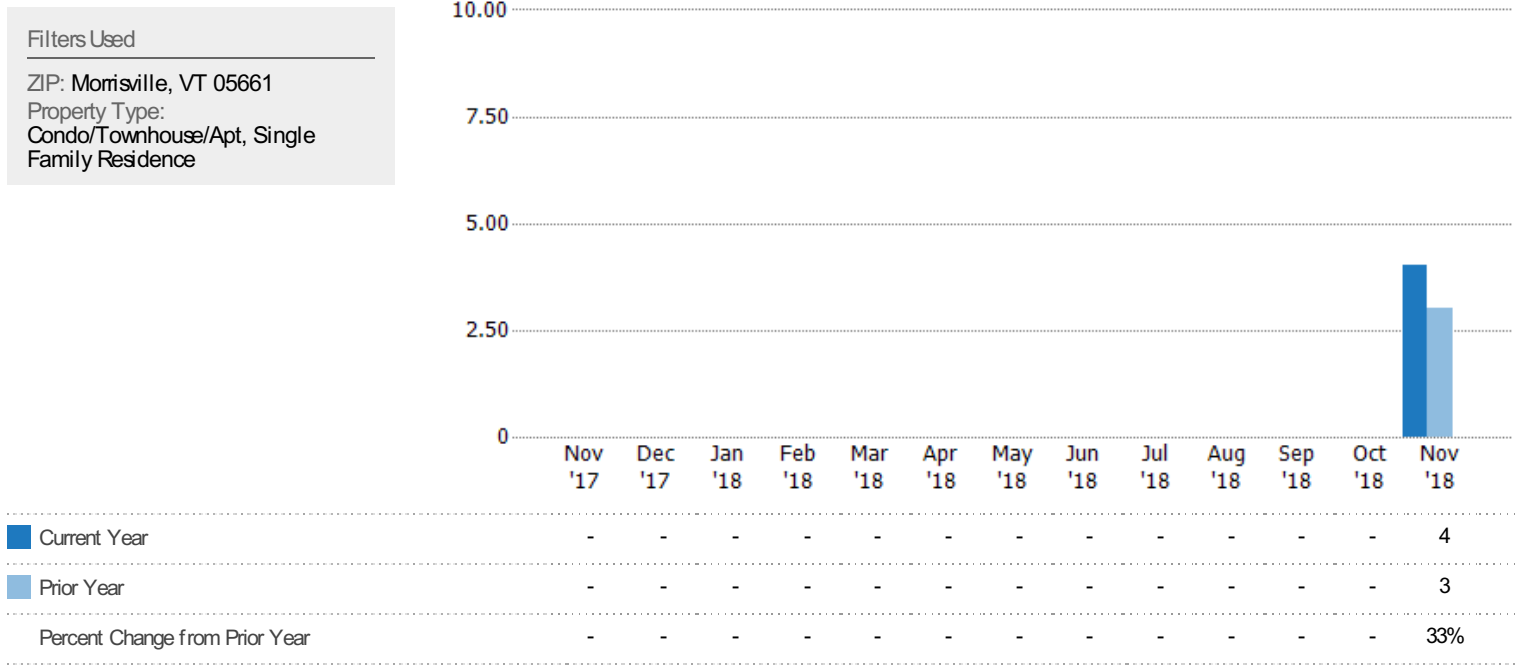 Filters Used
ZIP: Morrisville, VT 05661
Property Type:
Condo/Townhouse/Apt, Single
Family Residence
10.00
7.50
5.00
2.50
0
Nov Dec Jan Feb Mar Apr May Jun Jul Aug Sep Oct Nov
'17 '17 '18 '18 '18 '18 '18 '18 '18 '18 '18 '18 '18
Current Year - - - - - - - - - - - - 4
Prior Year - - - - - - - - - - - - 3
Percent Change from Prior Year - - - - - - - - - - - - 33%